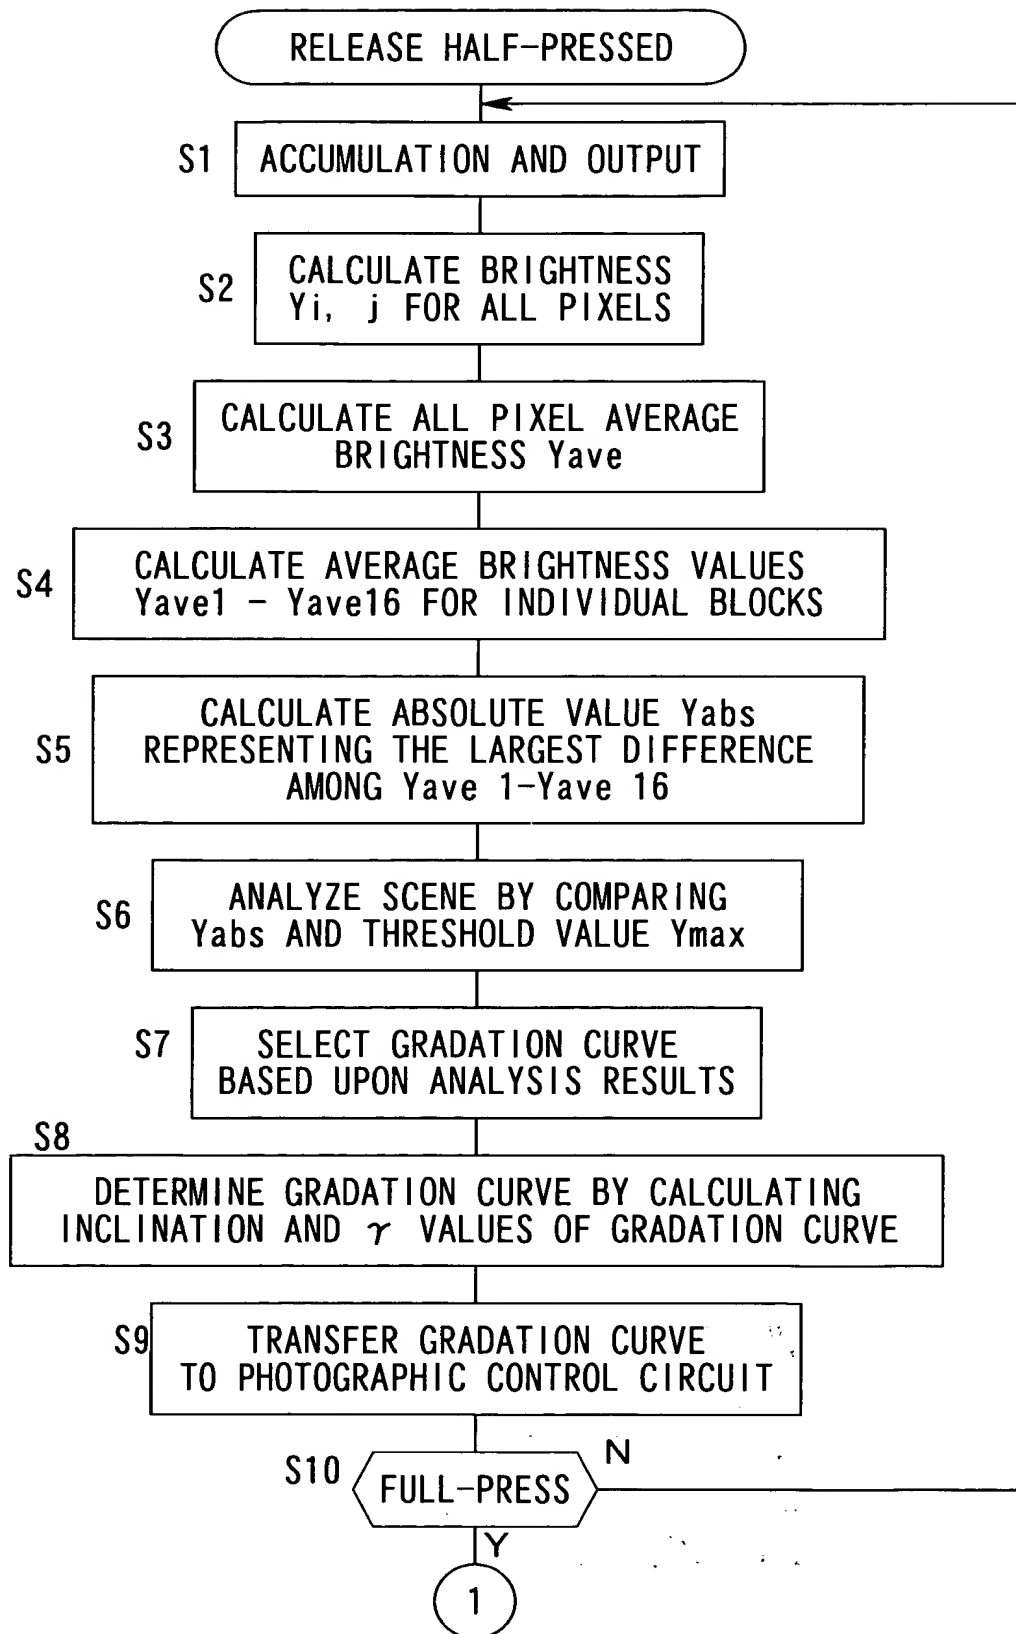 RELEASE HALF-PRESSED
S1
ACCUMULATION AND OUTPUT
S2
CALCULATE BRIGHTNESS
Yi, j FOR ALL PIXELS
S3
CALCULATE ALL PIXEL AVERAGE
BRIGHTNESS Yave
S4
CALCULATE AVERAGE BRIGHTNESS VALUES
Yave1 - Yave16 FOR INDIVIDUAL BLOCKS
S5
CALCULATE ABSOLUTE VALUE Yabs
REPRESENTING THE LARGEST DIFFERENCE
AMONG Yave 1-Yave 16
S6
ANALYZE SCENE BY COMPARING
Yabs AND THRESHOLD VALUE Ymax
S7
SELECT GRADATION CURVE
BASED UPON ANALYSIS RESULTS
S8
DETERMINE GRADATION CURVE BY CALCULATING
INCLINATION AND γ VALUES OF GRADATION CURVE
S9
TRANSFER GRADATION CURVE
TO PHOTOGRAPHIC CONTROL CIRCUIT
S10
FULL-PRESS
N
Y
1